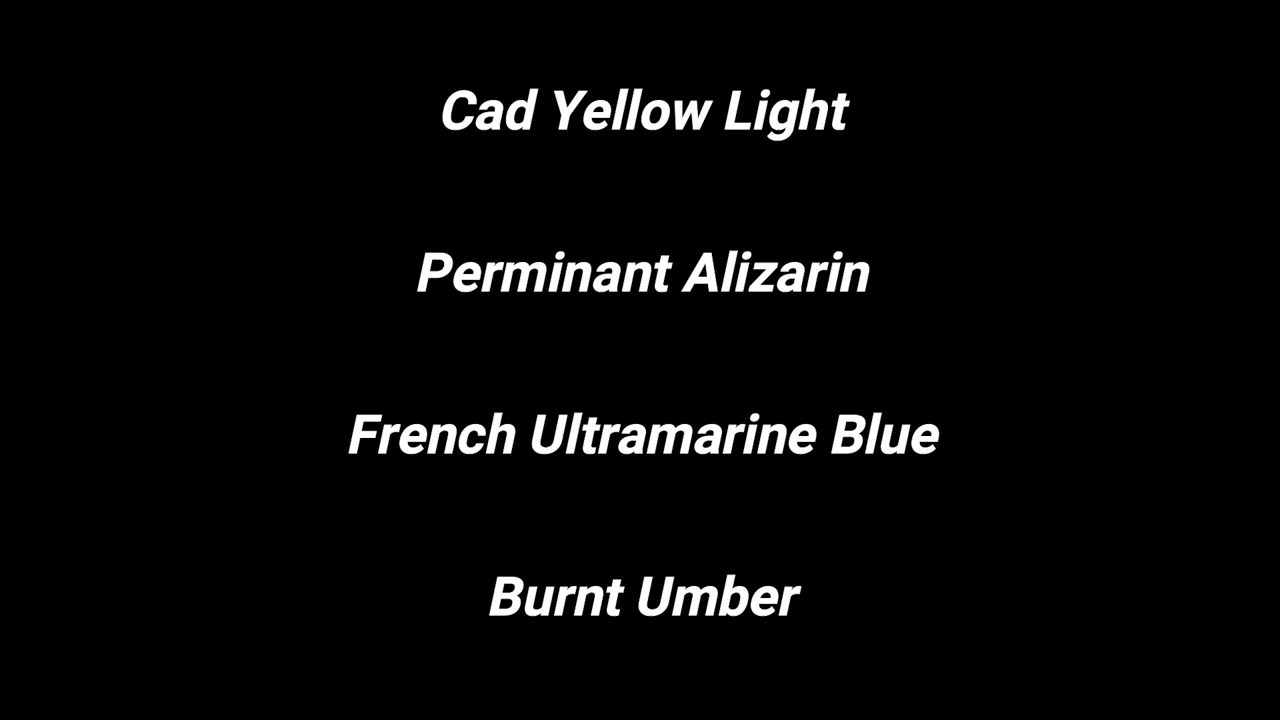 Cad Yellow Light
Perminant Alizarin
French Ultramarine Blue
Burnt Umber